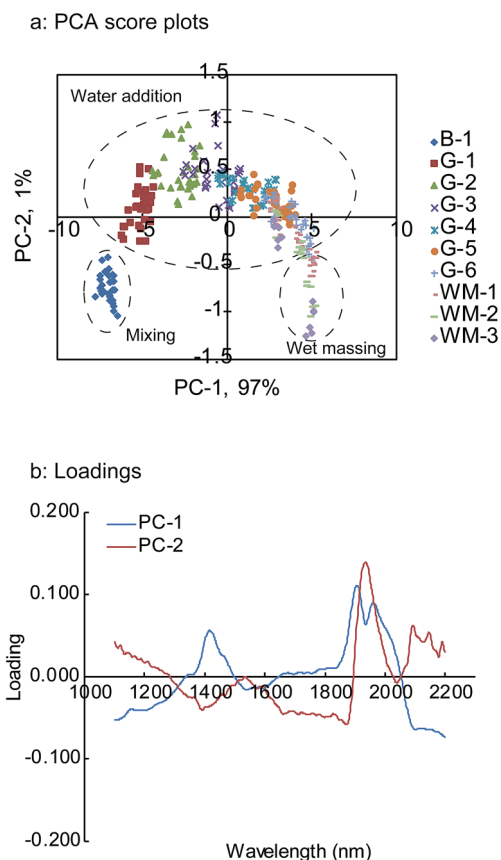 a: PCA score plots
1.5
Water addition
1
0.5
0
-10
-5
0
5
10
-0.5
-1
-1.5
Mixing
Wet massing
PC-2, 1%
PC-1, 97%
B-1
G-1
G-2
G-3
G-4
G-5
G-6
WM-1
WM-2
WM-3
b: Loadings
0.200
PC-1
PC-2
0.100
0.000
1000
1200
1400
1600
1800
2000
2200
-0.100
-0.200
Loading
Wavelength (nm)